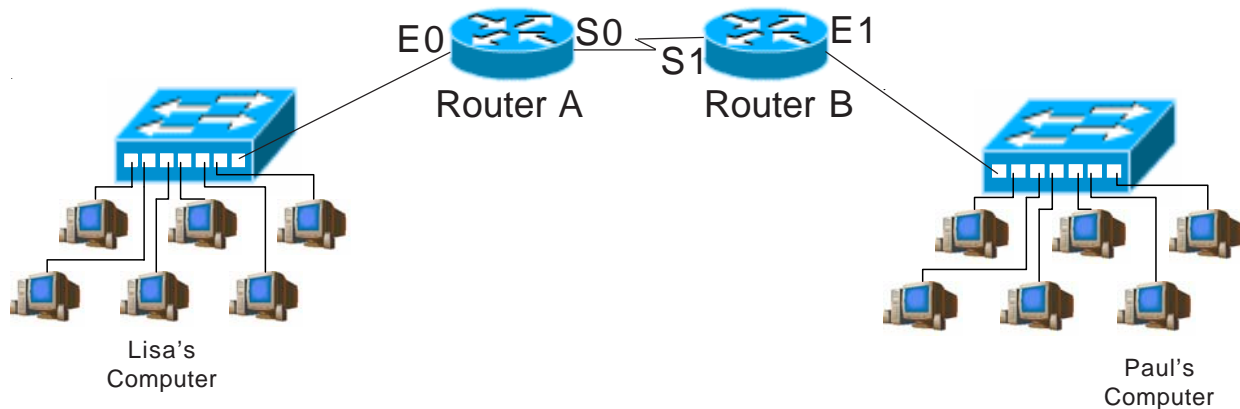 E0
S0
S1
E1
Router A
Router B
Lisa's
Computer
Paul's
Computer